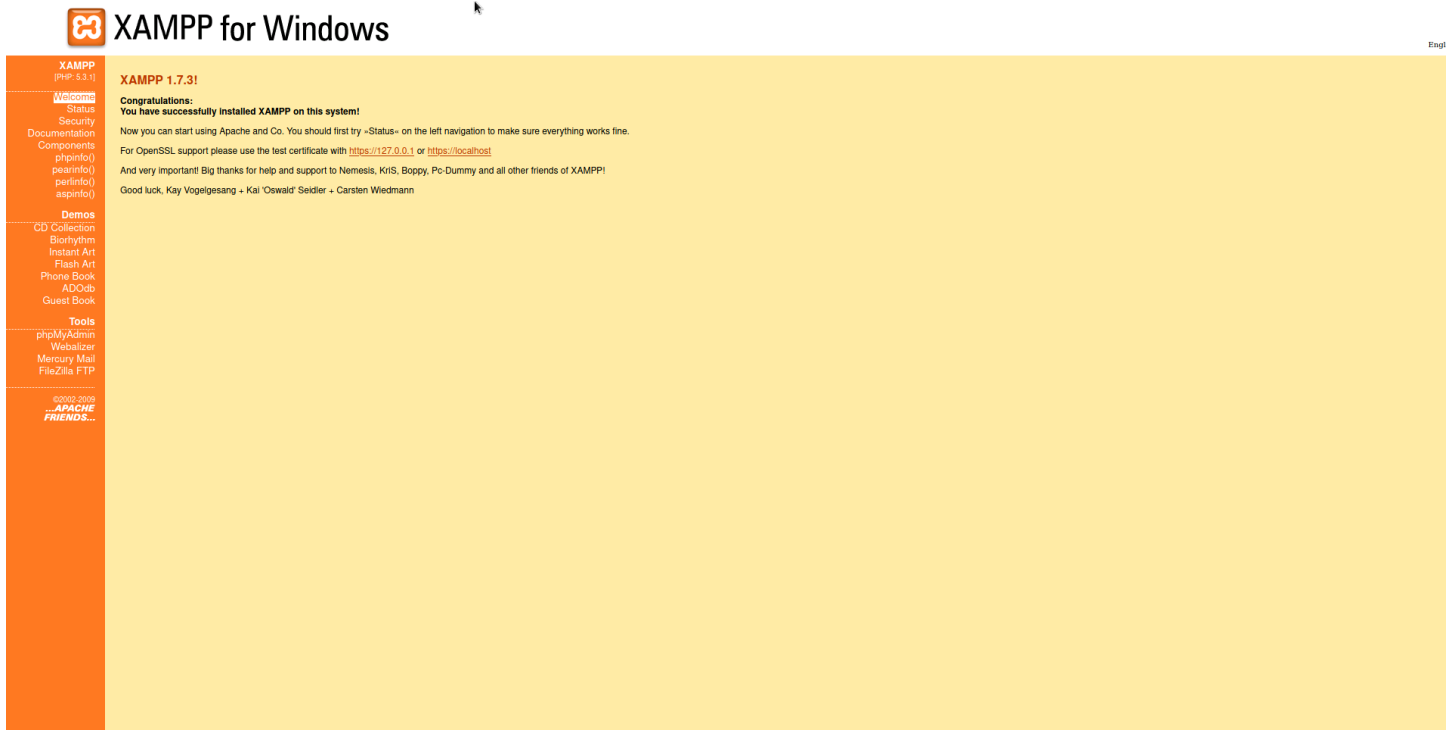 XAMPP for Windows
Engl
XAMPP
[PHP: 5.3.1]
Welcome
Status
Security
Documentation
Components
phpinfo()
pearinfo()
perlinfo()
aspinfo()
Demos
CD Collection
Biorhythm
Instant Art
Flash Art
Phone Book
ADOdb
Guest Book
Tools
phpMyAdmin
Webalizer
Mercury Mail
FileZilla FTP
©2002-2009
...APACHE
FRIENDS...
XAMPP 1.7.3!
Congratulations:
You have successfully installed XAMPP on this system!
Now you can start using Apache and Co. You should first try »Status« on the left navigation to make sure everything works fine.
For OpenSSL support please use the test certificate with https://127.0.0.1 or https://localhost
And very important! Big thanks for help and support to Nemesis, KriS, Boppy, Pc-Dummy and all other friends of XAMPP!
Good luck, Kay Vogelgesang + Kai 'Oswald' Seidler + Carsten Wiedmann